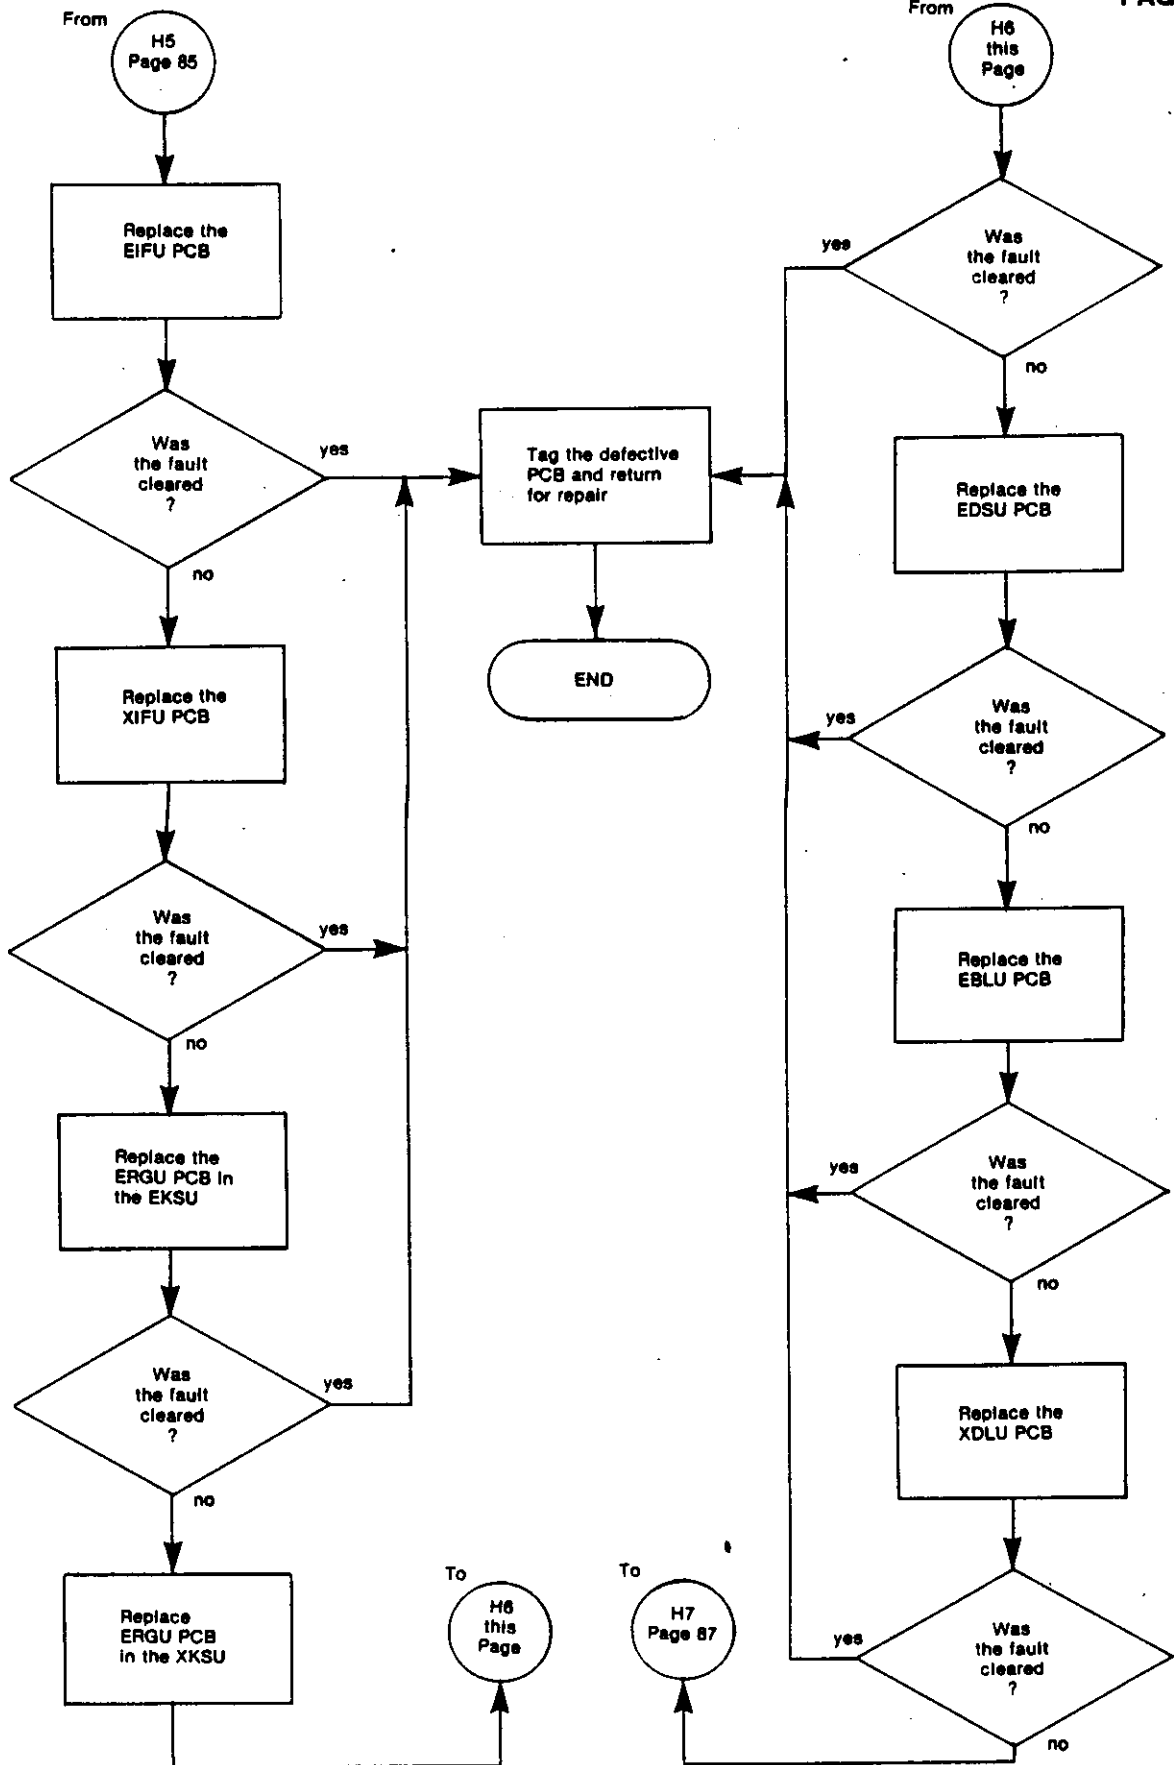 From
H5
Page 85
Replace the
EIFU PCB
Was
the fault
cleared
?
yes
no
Replace the
XIFU PCB
Was
the fault
cleared
?
yes
no
Replace the
ERGU PCB in
the EKSU
Was
the fault
cleared
?
yes
no
Replace
ERGU PCB
in the XKSU
To
H6
this
Page
Tag the defective
PCB and return
for repair
END
From
H6
this
Page
Was
the fault
cleared
?
yes
no
Replace the
EDSU PCB
Was
the fault
cleared
?
yes
no
Replace the
EBLU PCB
Was
the fault
cleared
?
yes
no
Replace the
XDLU PCB
Was
the fault
cleared
?
yes
no
To
H7
Page 87